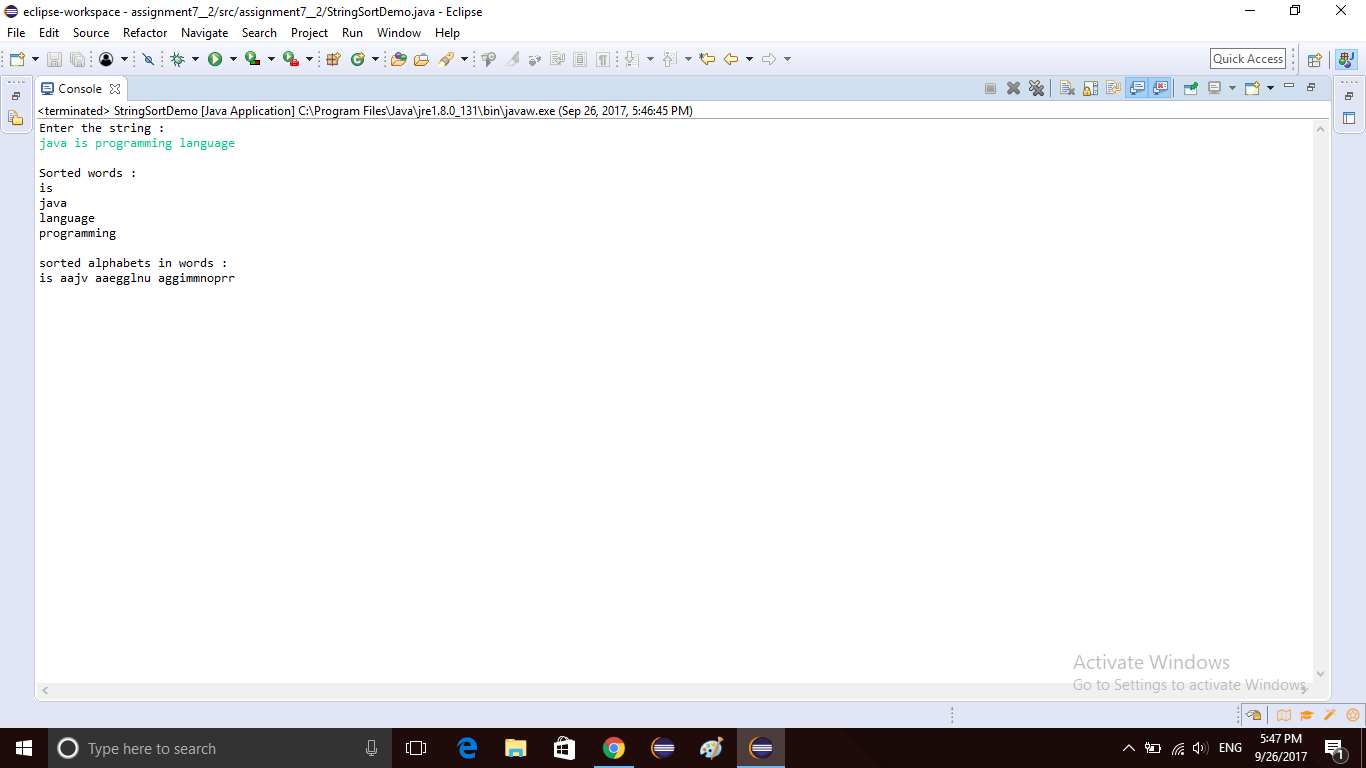 eclipse-workspace - assignment7__2/src/assignment7__2/StringSortDemo.java - Eclipse
File Edit Source Refactor Navigate Search Project Run Window Help
Quick Access
Console
<terminated> StringSortDemo [Java Application] C:\Program Files\Java\jre1.8.0_131\bin\javaw.exe (Sep 26, 2017, 5:46:45 PM)
Enter the string :
java is programming language
Sorted words :
is
java
language
programming
sorted alphabets in words :
is aajv aaegglnu aggimmnoprr
Activate Windows
Go to Settings to activate Windows.
Type here to search
ENG
5:47 PM
9/26/2017
1